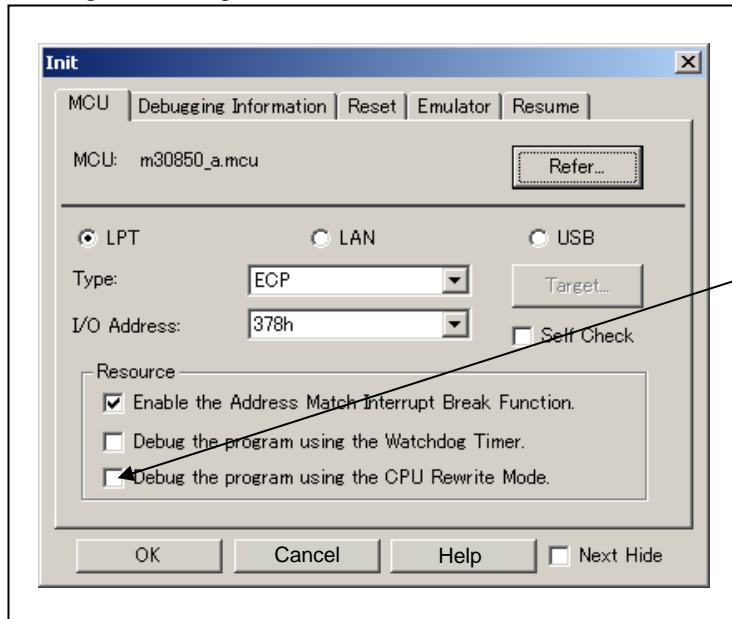 Init
MCU Debugging Information Reset Emulator Resume
MCU: m30850_a.mcu Refer...
LPT LAN USB
Type: ECP Target...
I/O Address: 378h Self Check
Resource
Enable the Address Match Interrupt Break Function.
Debug the program using the Watchdog Timer.
Debug the program using the CPU Rewrite Mode.
OK Cancel Help Next Hide